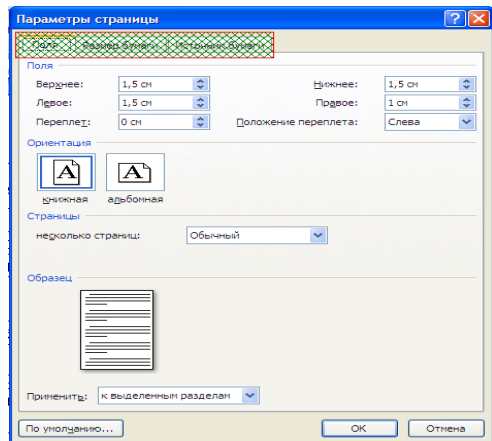 Параметры страницы
Поля Размер бумаги Источник бумаги
Поля
Верхнее: 1,5 см Нижнее: 1,5 см
Левое: 1,5 см Правое: 1 см
Переплет: 0 см Положение переплета: Слева
Ориентация
A A
книжная альбомная
Страницы
несколько страниц: Обычный
Образец
Применить: к выделенным разделам
По умолчанию... ОК Отмена